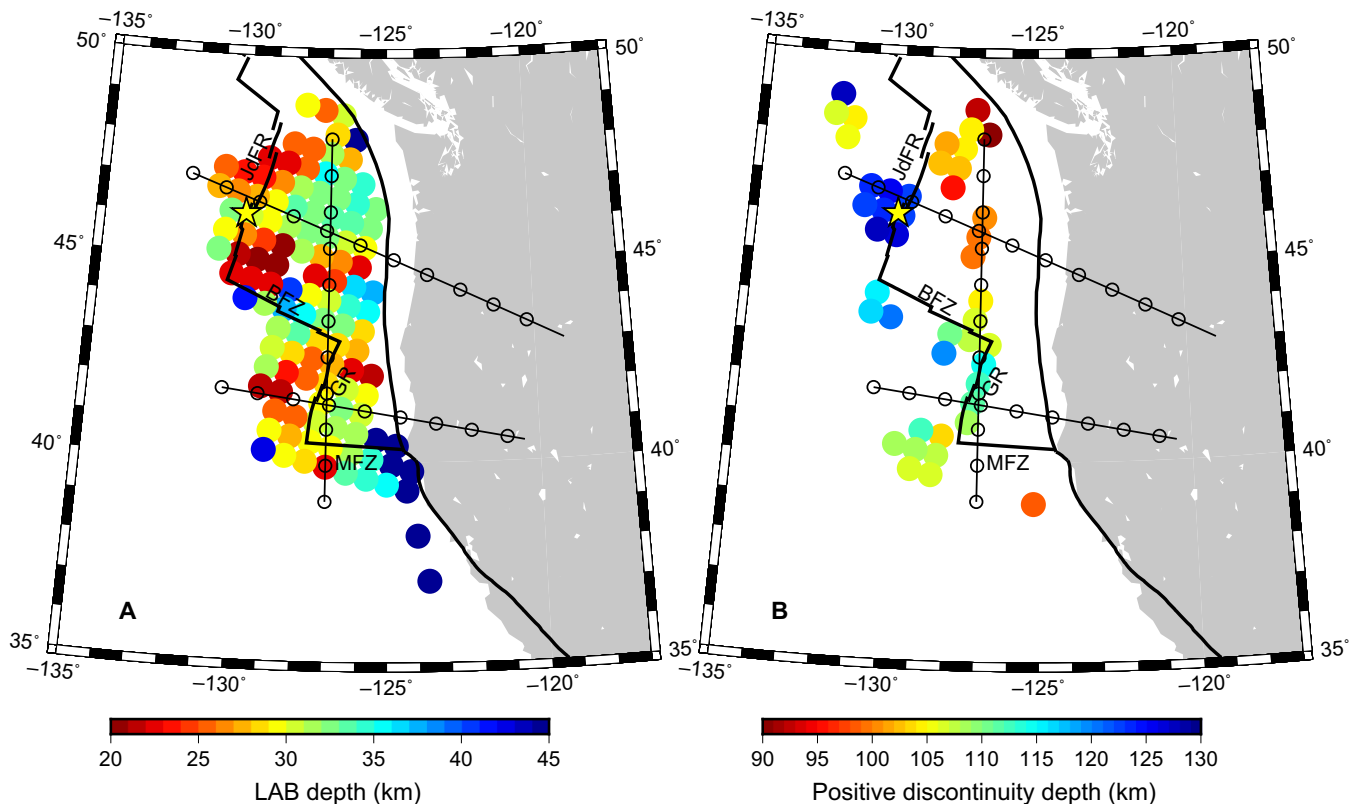 −135° −130° −125° −120°
50° 50°
45° 45°
40° 40°
35° 35°
−130° −125° −120°
JdFR
BFZ
GR
MFZ
A
20 25 30 35 40 45
LAB depth (km)
−135° −130° −125° −120°
50° 50°
45° 45°
40° 40°
35° 35°
−130° −125° −120°
JdFR
BFZ
GR
MFZ
B
90 95 100 105 110 115 120 125 130
Positive discontinuity depth (km)